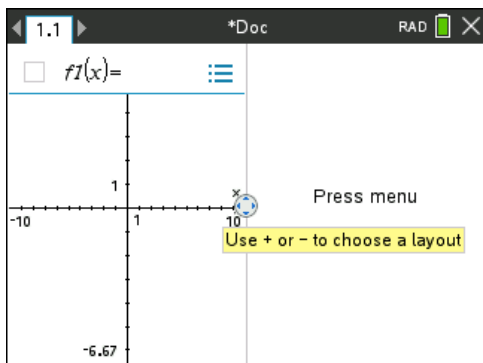 1.1 *Doc RAD
f1(x)=
1
x
-10 1 10
Press menu
Use + or - to choose a layout
-6.67